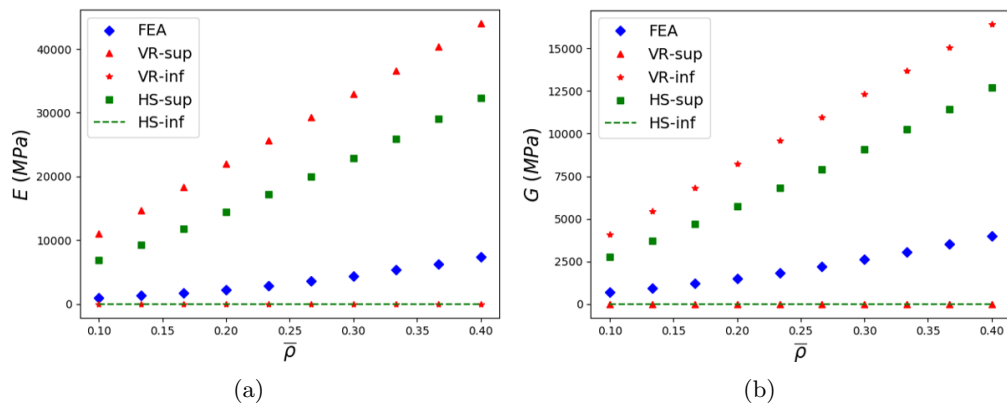 FEA
VR-sup
VR-inf
HS-sup
HS-inf
E (MPa)
40000
30000
20000
10000
0
0.10 0.15 0.20 0.25 0.30 0.35 0.40
ρ̅
(a)
FEA
VR-sup
VR-inf
HS-sup
HS-inf
G (MPa)
15000
12500
10000
7500
5000
2500
0
0.10 0.15 0.20 0.25 0.30 0.35 0.40
ρ̅
(b)